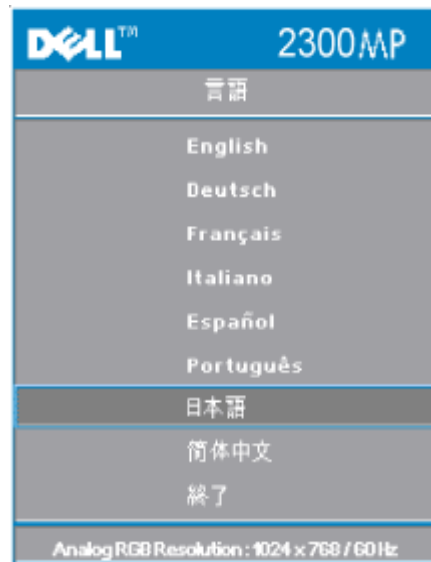 DELL™ 2300MP
言語
English
Deutsch
Français
Italiano
Español
Português
日本語
简体中文
終了
Analog RGB Resolution : 1024 x 768 / 60 Hz